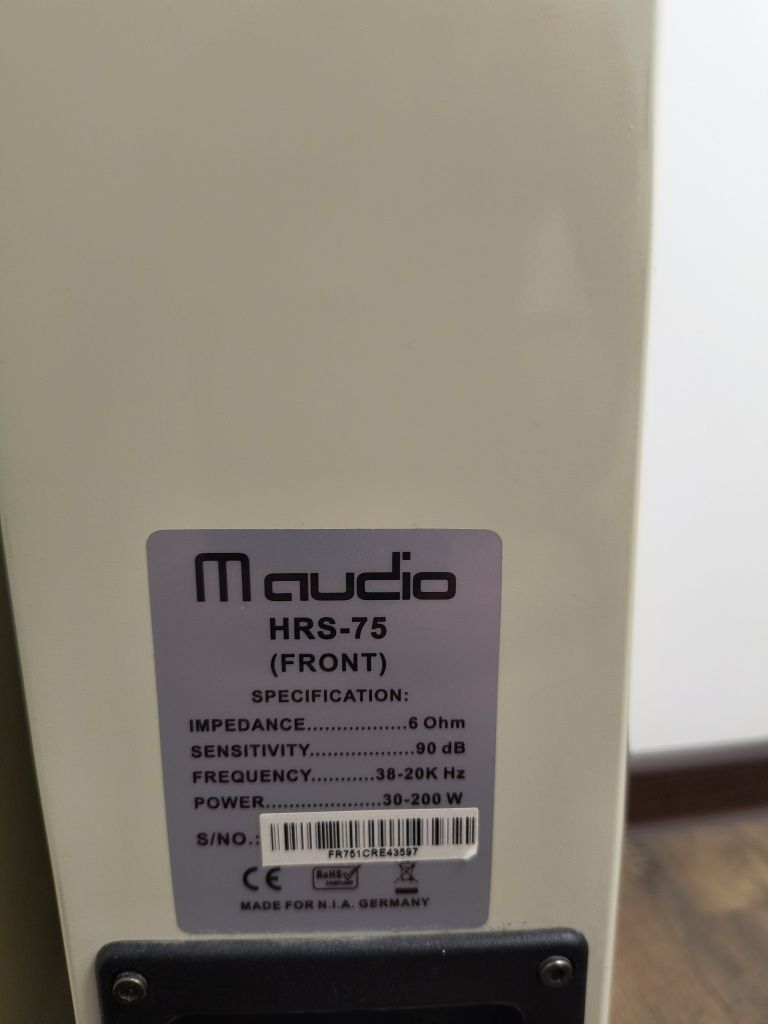 m audio
HRS-75
(FRONT)
SPECIFICATION:
IMPEDANCE.................6 Ohm
SENSITIVITY.................90 dB
FREQUENCY...........38-20K Hz
POWER....................30-200 W
S/NO.:
FR751CRE43597
CE RoHS COMPLIANT
MADE FOR N.I.A. GERMANY